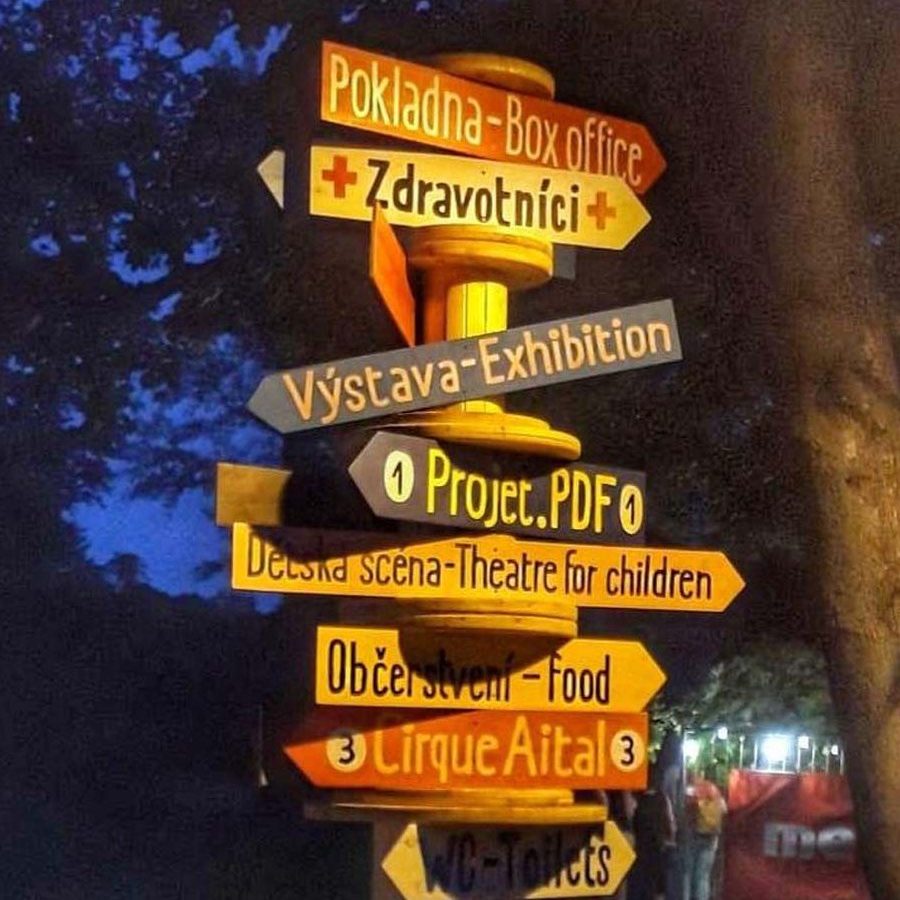 Pokladna-Box office
Zdravotníci
Výstava-Exhibition
1 Projet.PDF 1
Dětská scéna-Theatre for children
Občerstvení-food
3 Cirque Aital 3
WC-Toilets
me